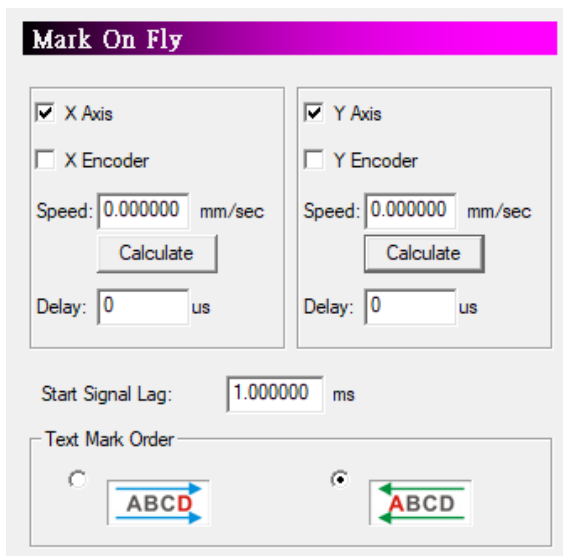 Mark On Fly
X Axis
X Encoder
Speed: 0.000000 mm/sec
Calculate
Delay: 0 us
Y Axis
Y Encoder
Speed: 0.000000 mm/sec
Calculate
Delay: 0 us
Start Signal Lag: 1.000000 ms
Text Mark Order
ABCD
ABCD